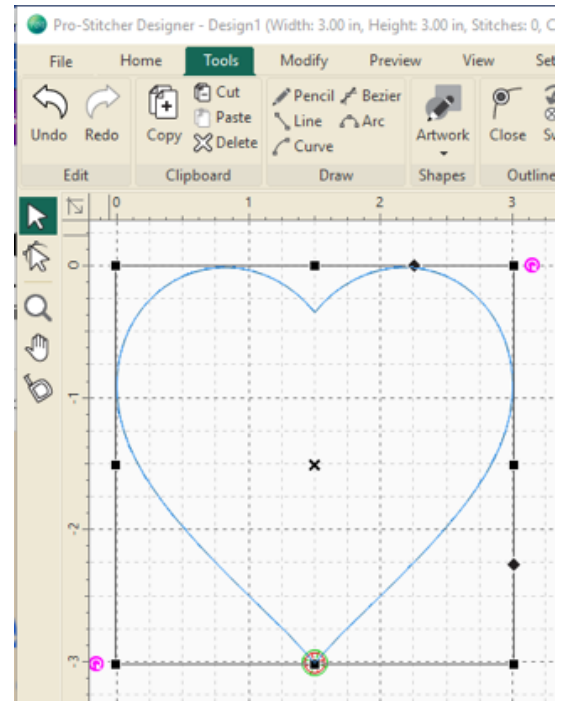 Pro-Stitcher Designer - Design1 (Width: 3.00 in, Height: 3.00 in, Stitches: 0, C
File Home Tools Modify Preview View Set
Cut Pencil Bezier
Paste Line Arc
Undo Redo Copy Delete Curve Artwork Close Sw
Edit Clipboard Draw Shapes Outline
0 1 2 3
0
-1
-2
-3